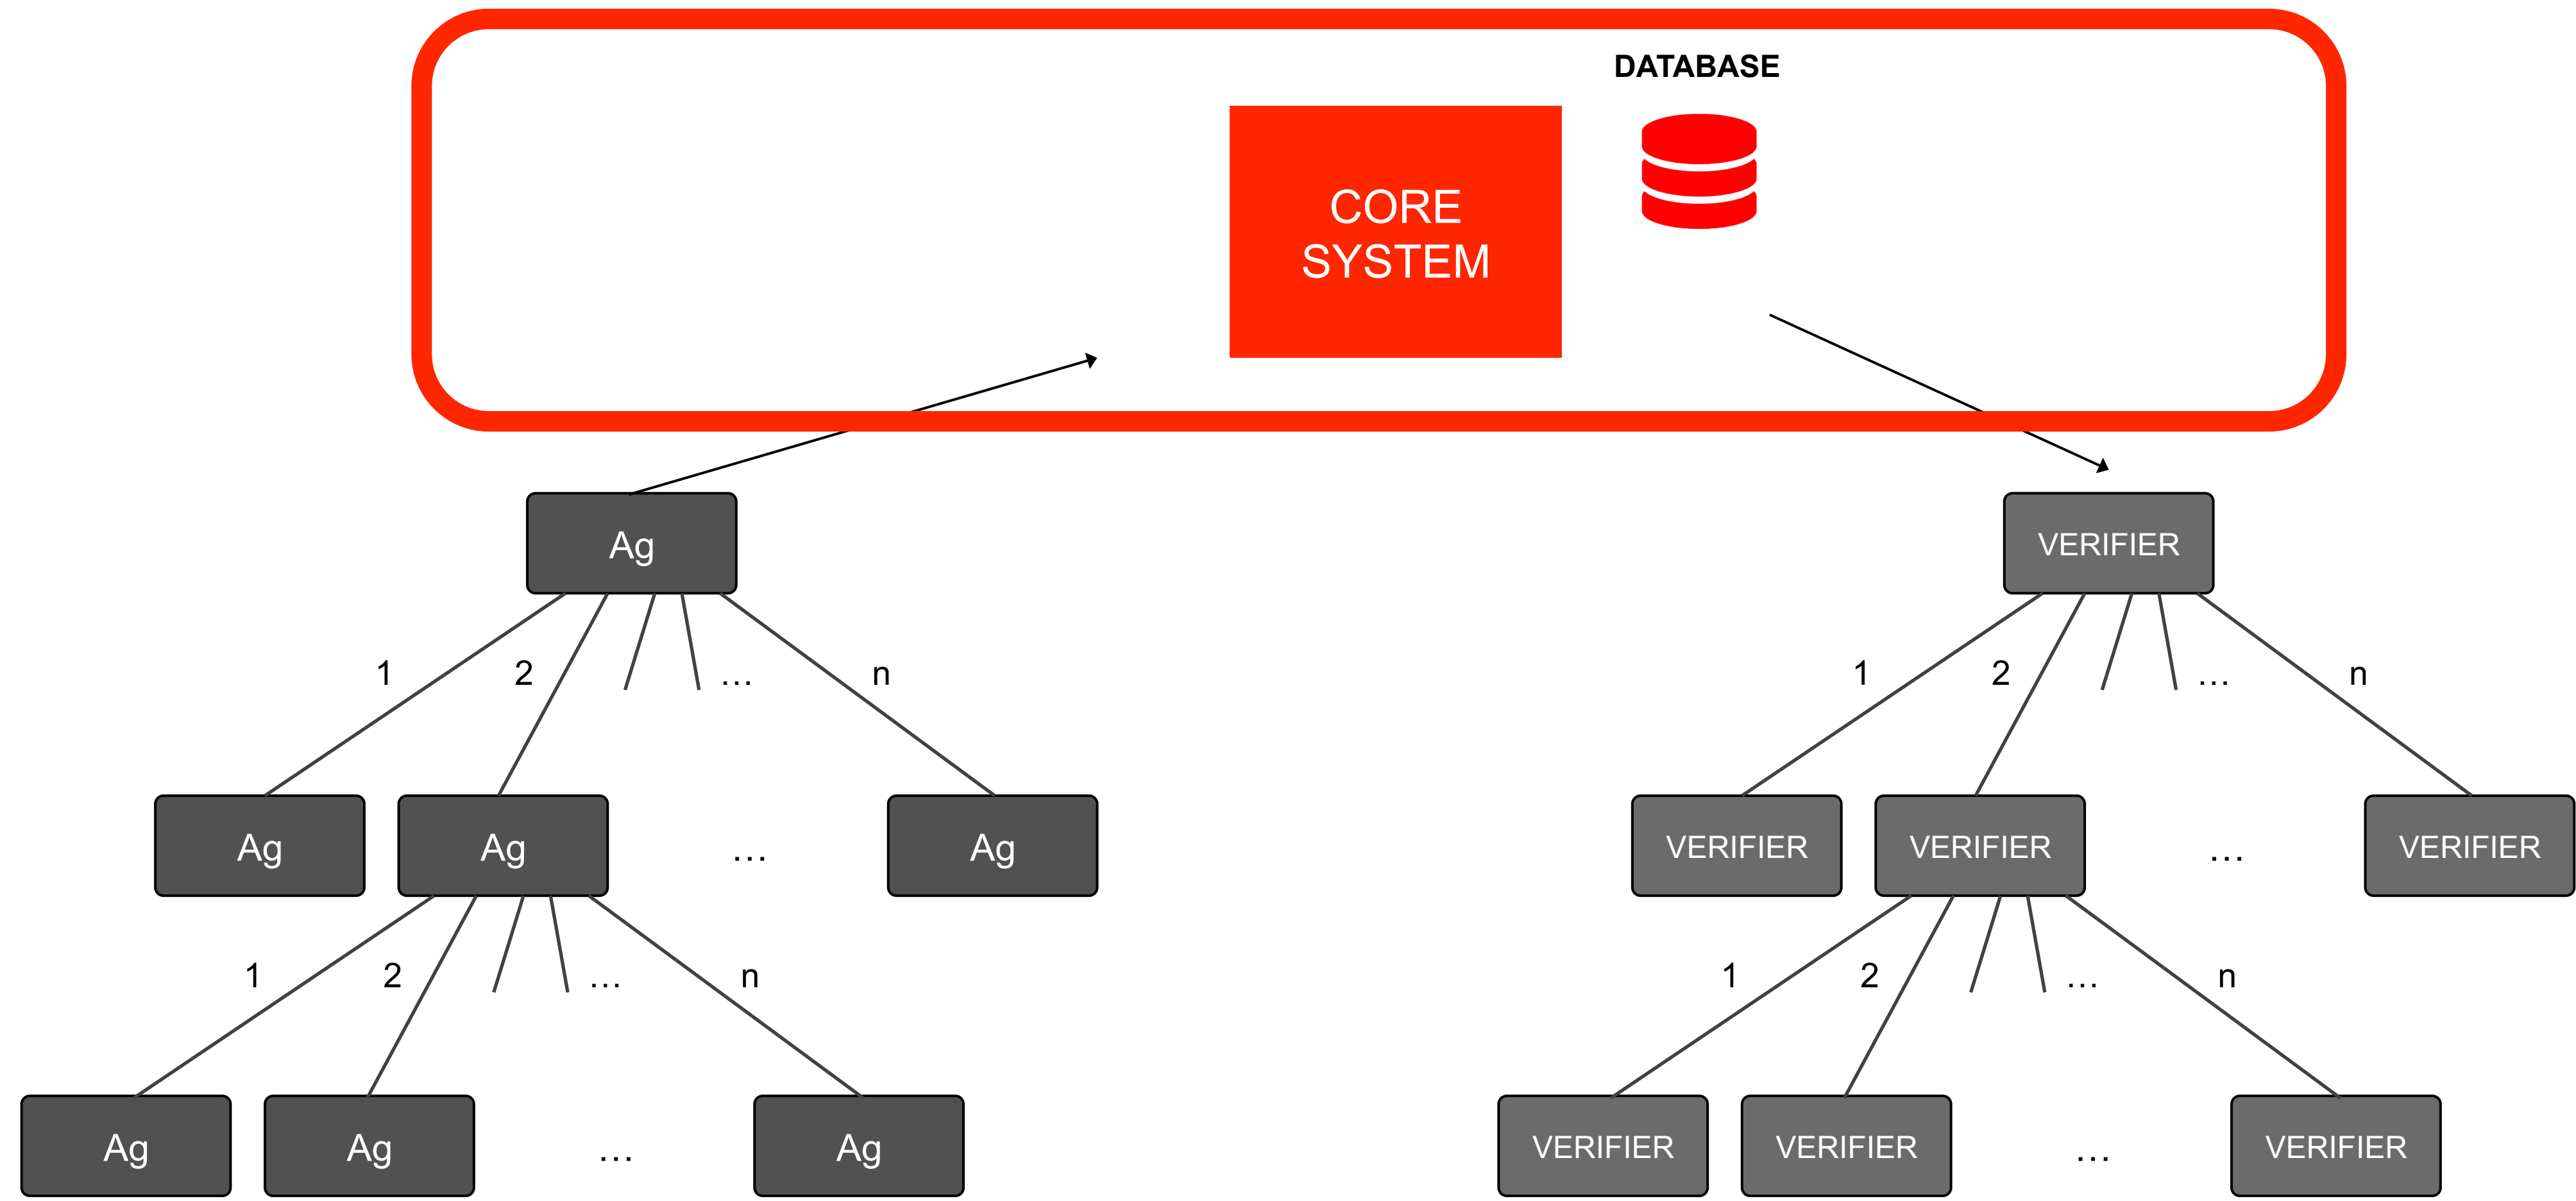 DATABASE
CORE
SYSTEM
Ag
VERIFIER
1
2
…
n
1
2
…
n
Ag
Ag
…
Ag
VERIFIER
VERIFIER
…
VERIFIER
1
2
…
n
1
2
…
n
Ag
Ag
…
Ag
VERIFIER
VERIFIER
…
VERIFIER